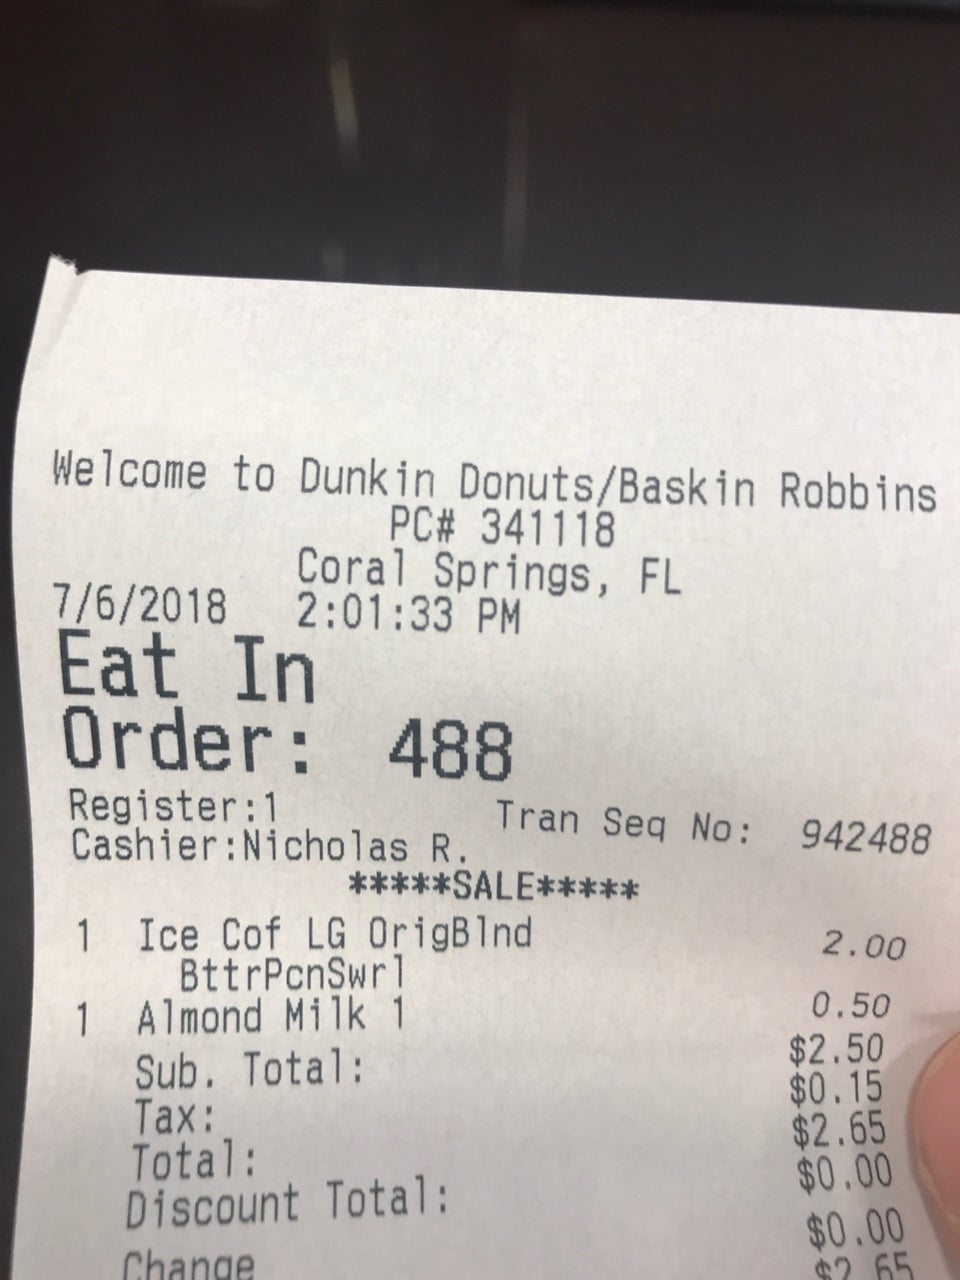 Welcome to Dunkin Donuts/Baskin Robbins
PC# 341118
Coral Springs, FL
7/6/2018 2:01:33 PM
Eat In
Order: 488
Register:1 Tran Seq No: 942488
Cashier:Nicholas R.
*****SALE*****
1 Ice Cof LG OrigBlnd 2.00
BttrPcnSwrl
1 Almond Milk 1 0.50
Sub. Total: $2.50
Tax: $0.15
Total: $2.65
Discount Total: $0.00
Change $0.00
$2.65